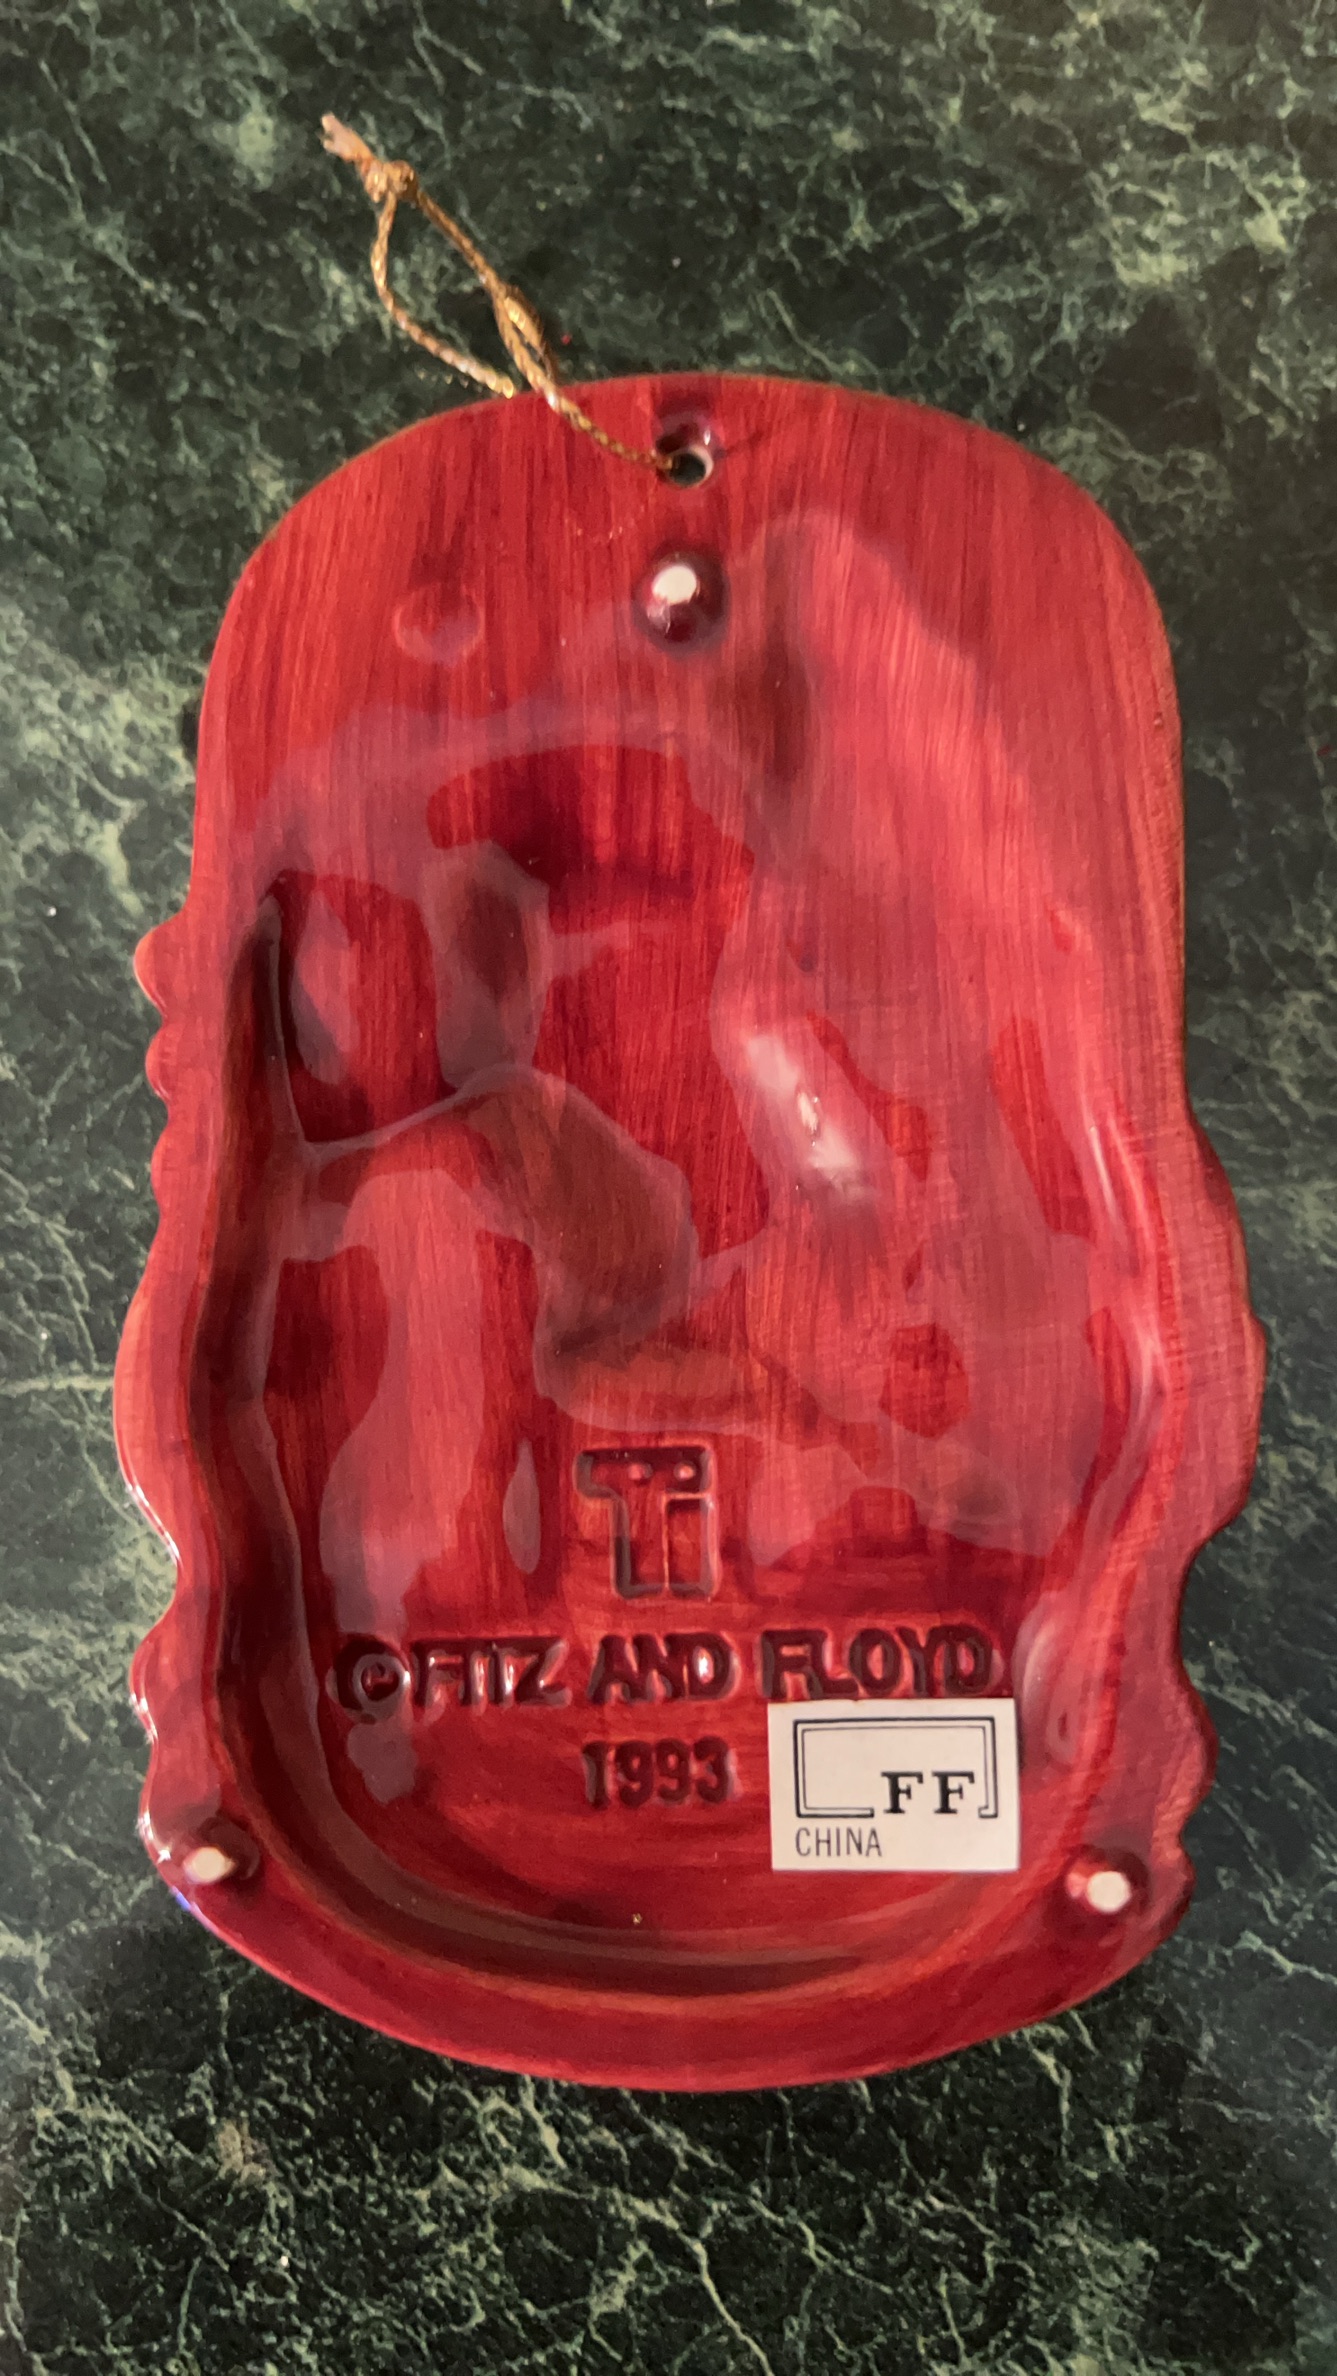 Ti
©FITZ AND FLOYD
1993
FF
CHINA